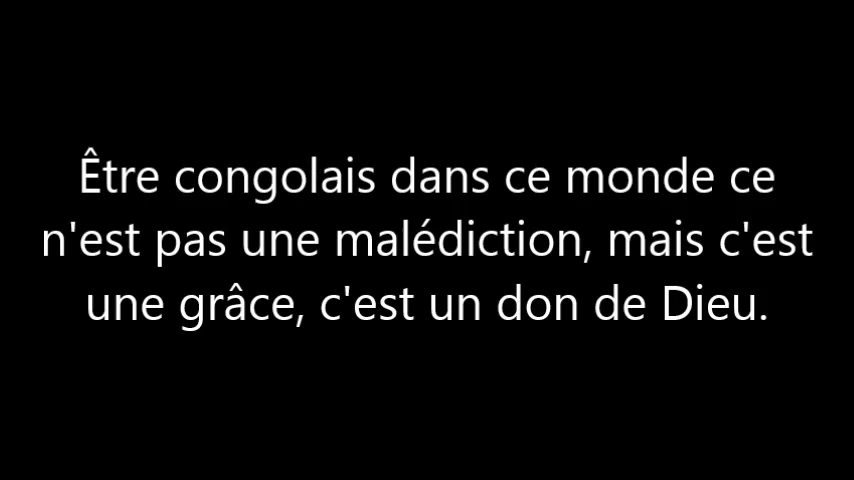 Être congolais dans ce monde ce
n'est pas une malédiction, mais c'est
une grâce, c'est un don de Dieu.